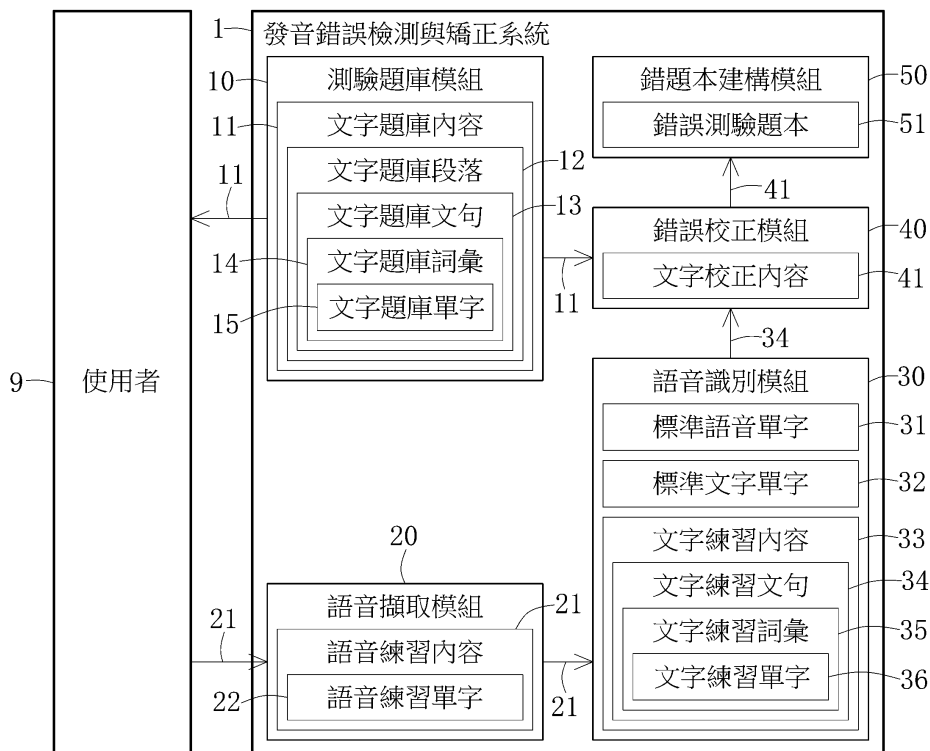 1
發音錯誤檢測與矯正系統
10
測驗題庫模組
11
文字題庫內容
文字題庫段落
12
文字題庫文句
13
14
文字題庫詞彙
15
文字題庫單字
11
11
錯題本建構模組
50
錯誤測驗題本
51
41
錯誤校正模組
40
文字校正內容
41
34
9
使用者
語音識別模組
30
標準語音單字
31
標準文字單字
32
文字練習內容
33
文字練習文句
34
文字練習詞彙
35
文字練習單字
36
20
語音擷取模組
21
語音練習內容
22
語音練習單字
21
21